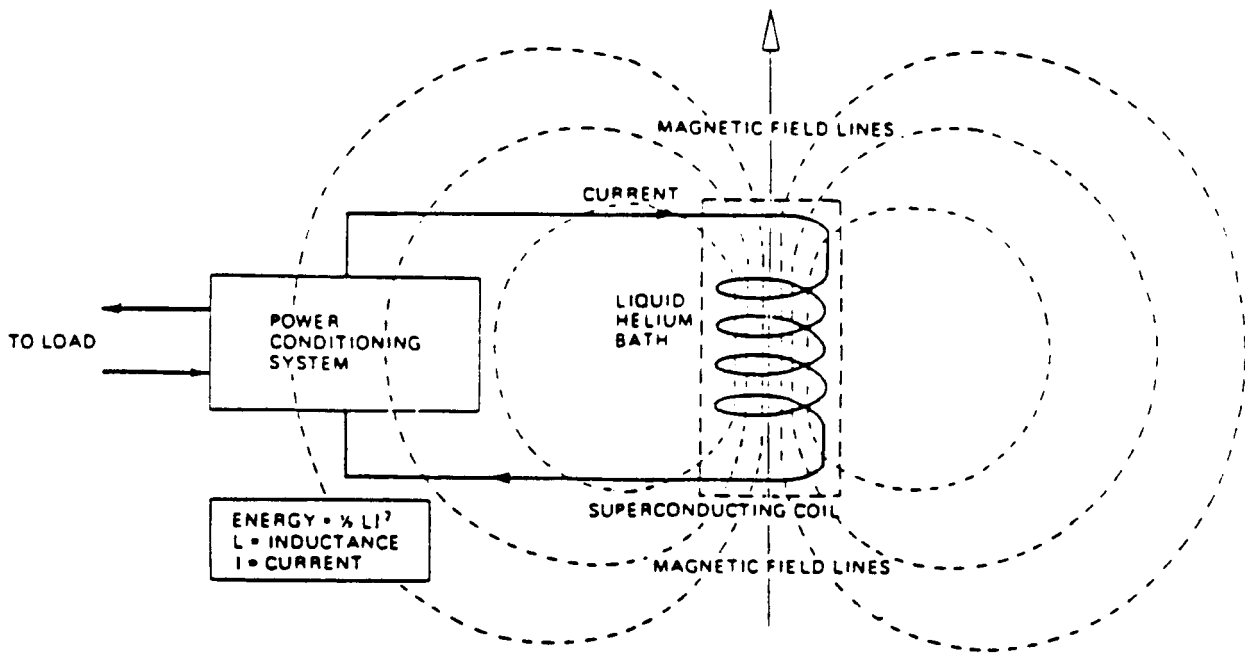 MAGNETIC FIELD LINES
CURRENT
LIQUID
HELIUM
BATH
POWER
CONDITIONING
SYSTEM
TO LOAD
SUPERCONDUCTING COIL
ENERGY = ½ LI²
L = INDUCTANCE
I = CURRENT
MAGNETIC FIELD LINES